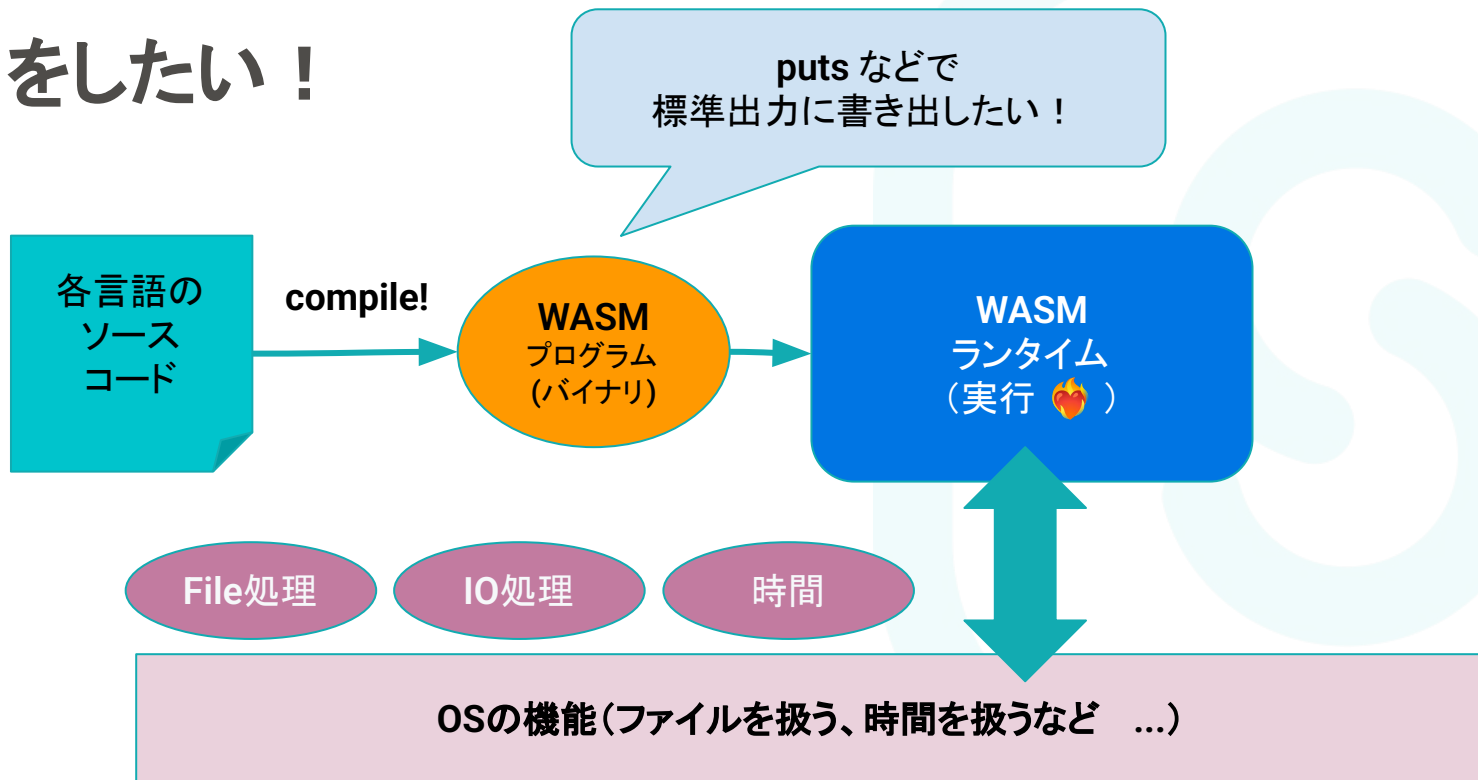 をしたい！
puts などで
標準出力に書き出したい！
各言語の
ソース
コード
compile!
WASM
プログラム
(バイナリ)
WASM
ランタイム
（実行 ❤️‍🔥 ）
File処理
IO処理
時間
OSの機能（ファイルを扱う、時間を扱うなど ...）